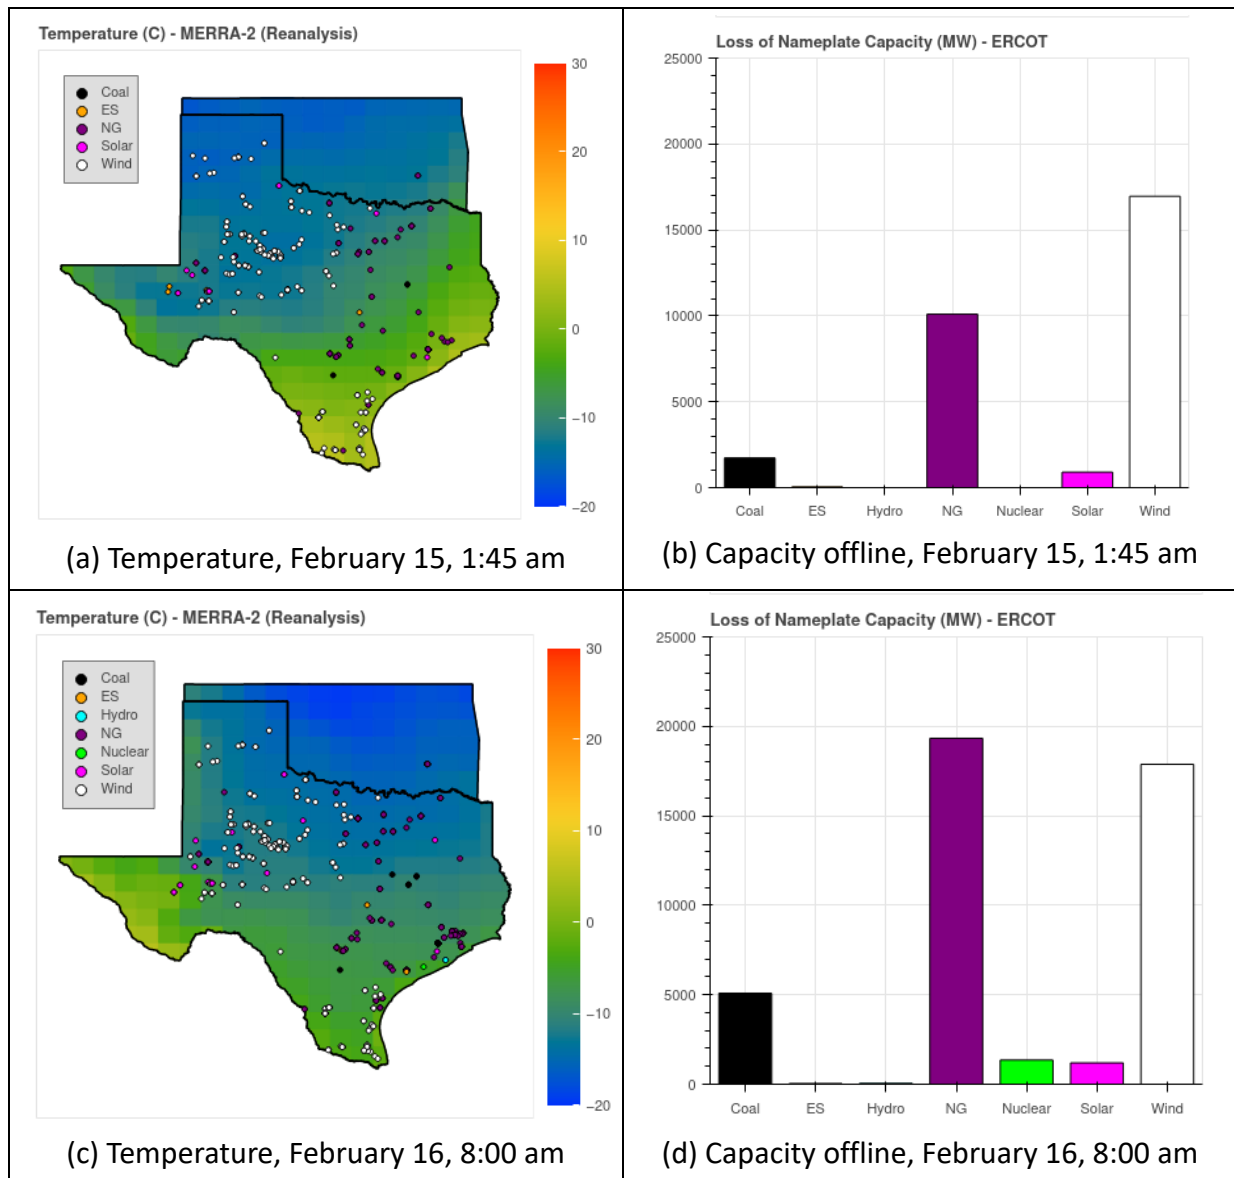 Temperature (C) - MERRA-2 (Reanalysis)
Coal
ES
NG
Solar
Wind
30
20
10
0
−10
−20
(a) Temperature, February 15, 1:45 am
Loss of Nameplate Capacity (MW) - ERCOT
25000
20000
15000
10000
5000
0
Coal ES Hydro NG Nuclear Solar Wind
(b) Capacity offline, February 15, 1:45 am
Temperature (C) - MERRA-2 (Reanalysis)
Coal
ES
Hydro
NG
Nuclear
Solar
Wind
30
20
10
0
−10
−20
(c) Temperature, February 16, 8:00 am
Loss of Nameplate Capacity (MW) - ERCOT
25000
20000
15000
10000
5000
0
Coal ES Hydro NG Nuclear Solar Wind
(d) Capacity offline, February 16, 8:00 am